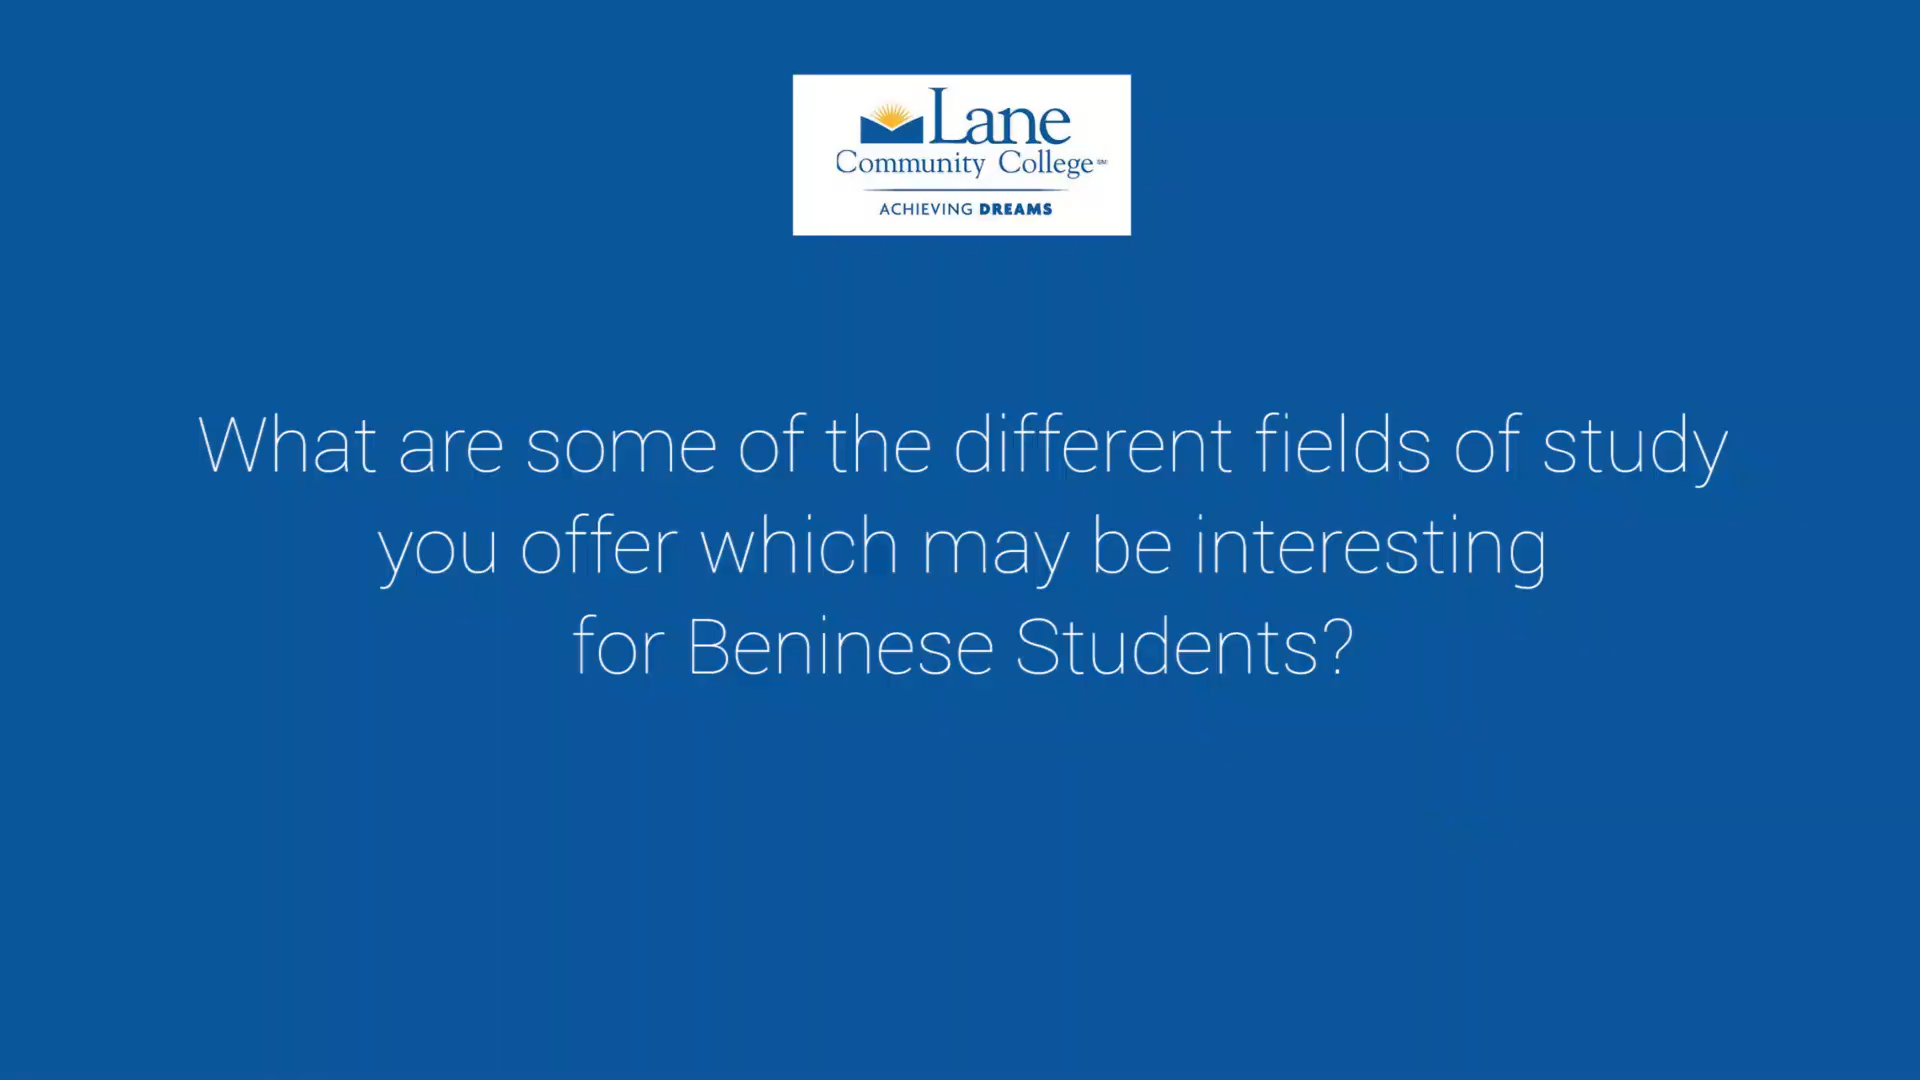 Lane
Community College℠
ACHIEVING DREAMS
What are some of the different fields of study
you offer which may be interesting
for Beninese Students?